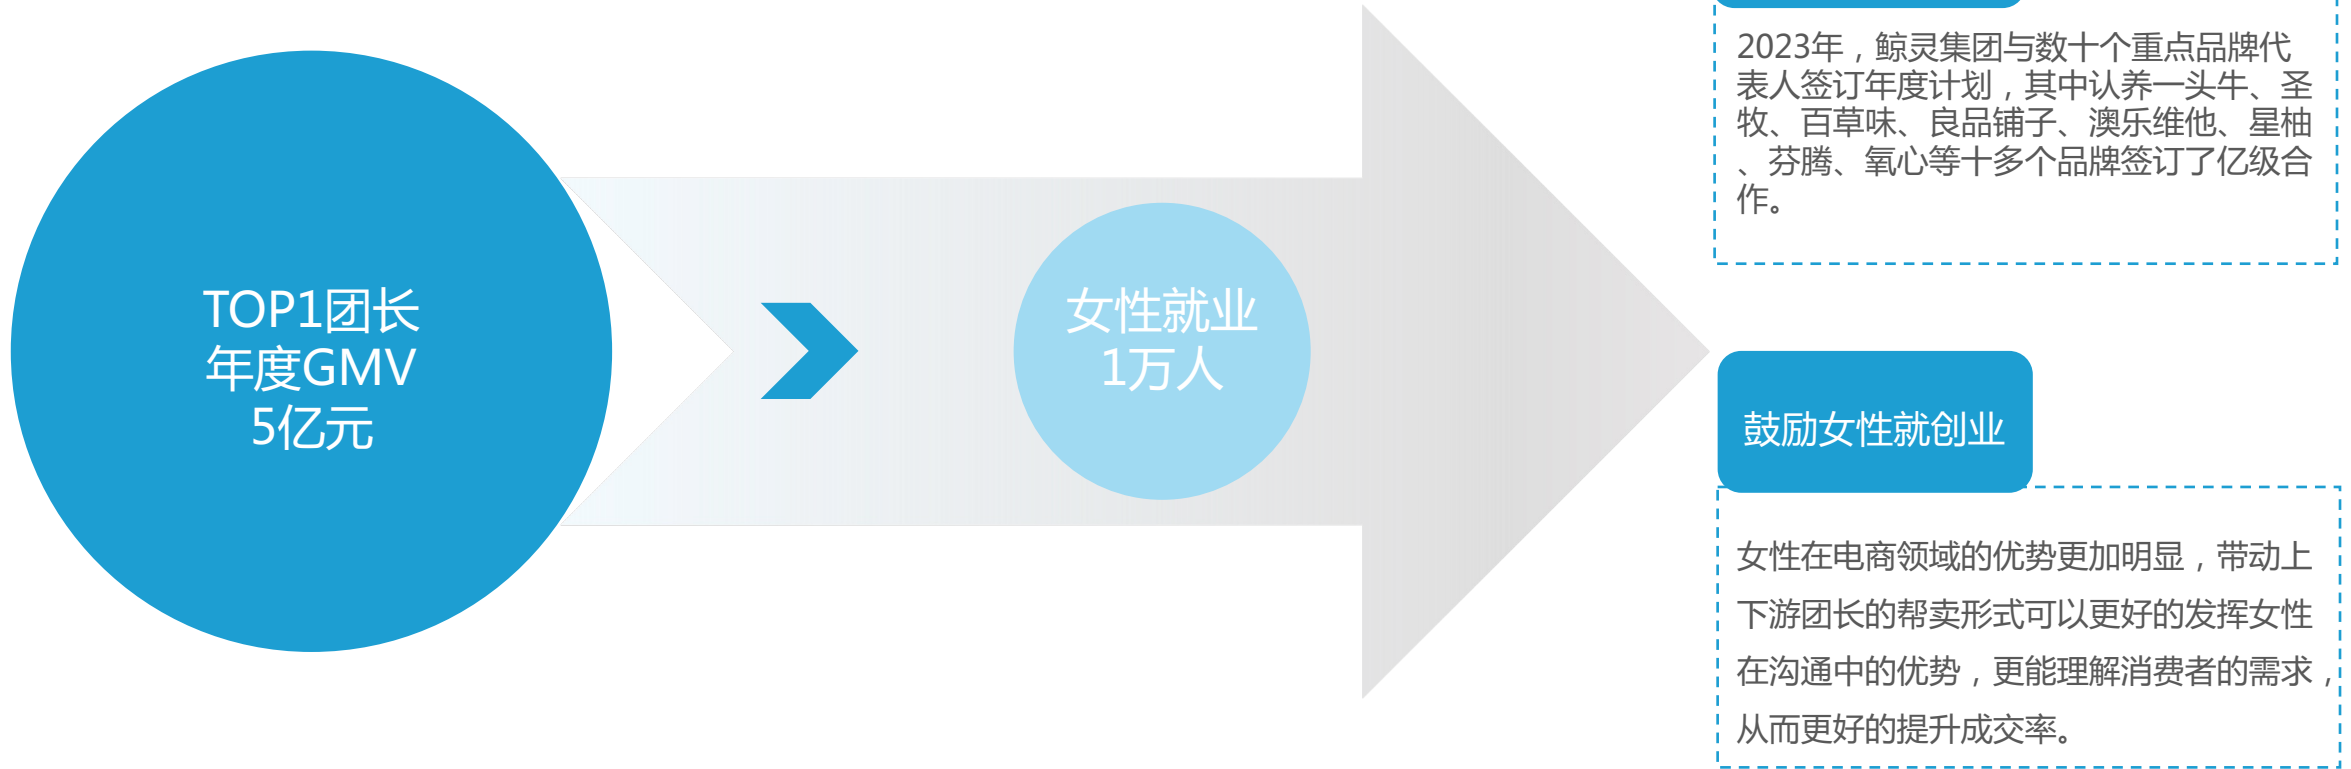 TOP1团长
年度GMV
5亿元
女性就业
1万人
2023年，鲸灵集团与数十个重点品牌代
表人签订年度计划，其中认养一头牛、圣
牧、百草味、良品铺子、澳乐维他、星柚
、芬腾、氧心等十多个品牌签订了亿级合
作。
鼓励女性就创业
女性在电商领域的优势更加明显，带动上
下游团长的帮卖形式可以更好的发挥女性
在沟通中的优势，更能理解消费者的需求，
从而更好的提升成交率。